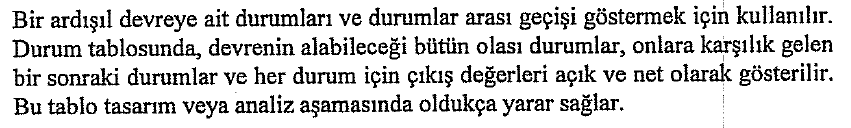 Bir ardışıl devreye ait durumları ve durumlar arası geçişi göstermek için kullanılır.
Durum tablosunda, devrenin alabileceği bütün olası durumlar, onlara karşılık gelen
bir sonraki durumlar ve her durum için çıkış değerleri açık ve net olarak gösterilir.
Bu tablo tasarım veya analiz aşamasında oldukça yarar sağlar.